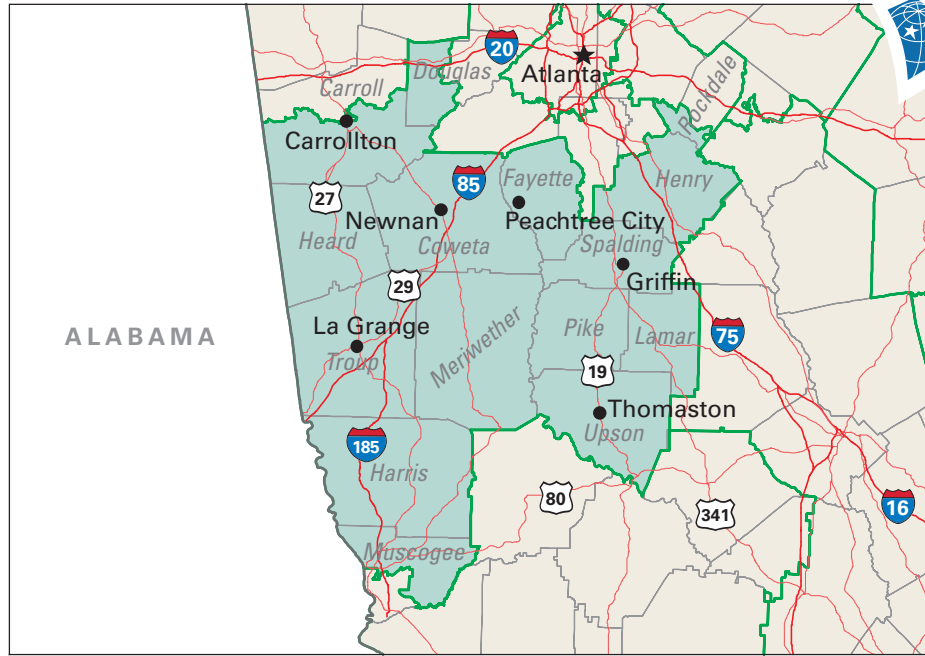 20
Atlanta
Douglas
Carroll
Rockdale
Carrollton
85
Fayette
Henry
27
Newnan
Peachtree City
Heard
Coweta
Spalding
29
Griffin
ALABAMA
La Grange
Meriwether
Pike
Lamar
75
Troup
19
Thomaston
Upson
185
Harris
80
341
16
Muscogee